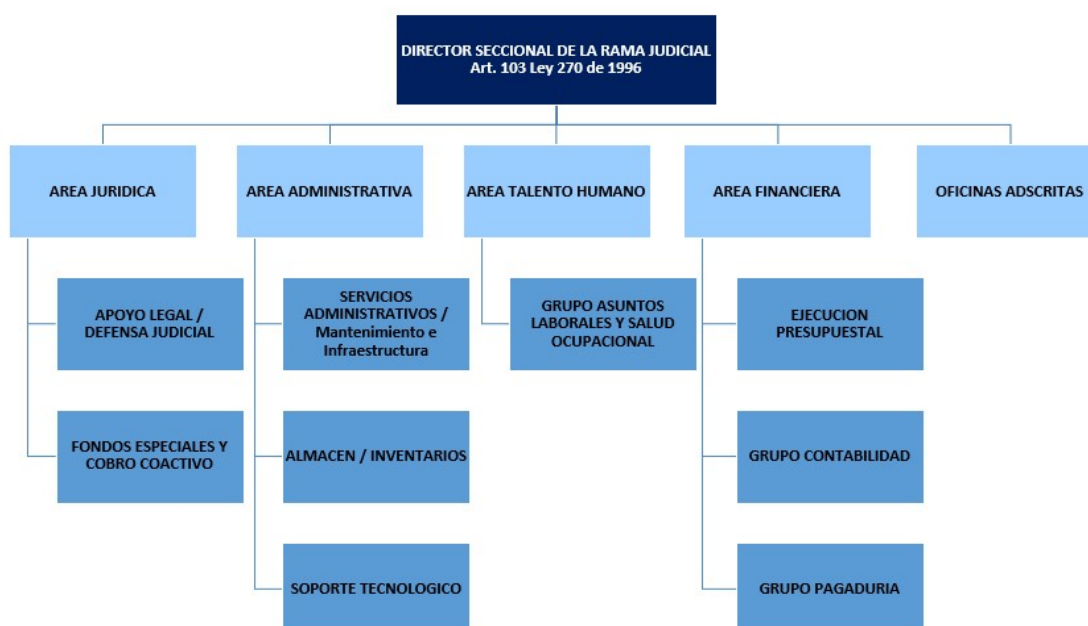 DIRECTOR SECCIONAL DE LA RAMA JUDICIAL
Art. 103 Ley 270 de 1996
AREA JURIDICA
AREA ADMINISTRATIVA
AREA TALENTO HUMANO
AREA FINANCIERA
OFICINAS ADSCRITAS
APOYO LEGAL /
DEFENSA JUDICIAL
SERVICIOS
ADMINISTRATIVOS /
Mantenimiento e
Infraestructura
GRUPO ASUNTOS
LABORALES Y SALUD
OCUPACIONAL
EJECUCION
PRESUPUESTAL
FONDOS ESPECIALES Y
COBRO COACTIVO
ALMACEN / INVENTARIOS
GRUPO CONTABILIDAD
SOPORTE TECNOLOGICO
GRUPO PAGADURIA